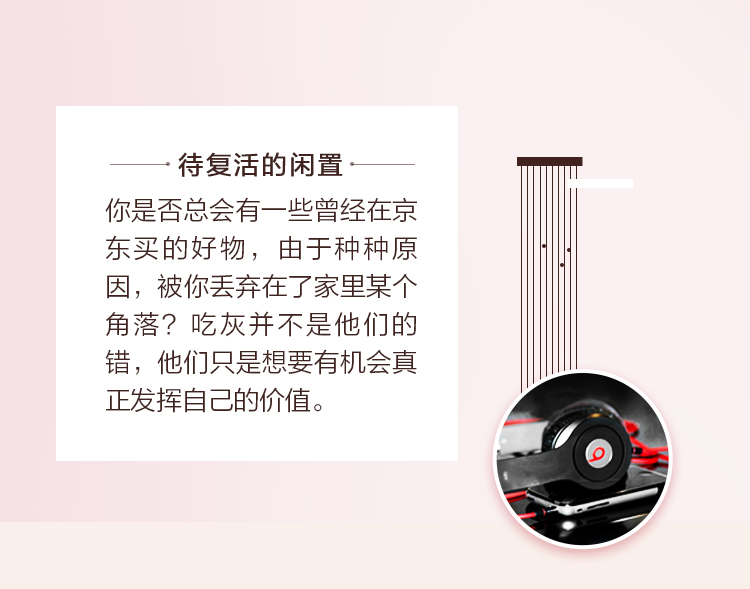 待复活的闲置
你是否总会有一些曾经在京
东买的好物，由于种种原
因，被你丢弃在了家里某个
角落？吃灰并不是他们的
错，他们只是想要有机会真
正发挥自己的价值。